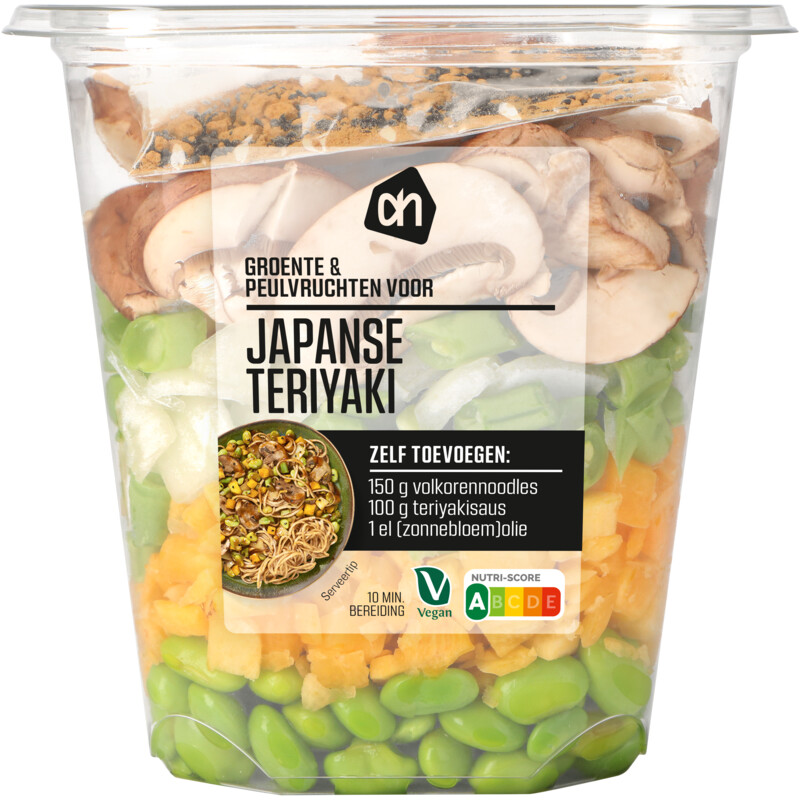 ah
GROENTE &
PEULVRUCHTEN VOOR
JAPANSE
TERIYAKI
ZELF TOEVOEGEN:
150 g volkorennoodles
100 g teriyakisaus
1 el (zonnebloem)olie
Serveertip
10 MIN.
BEREIDING
V
Vegan
NUTRI-SCORE
A B C D E